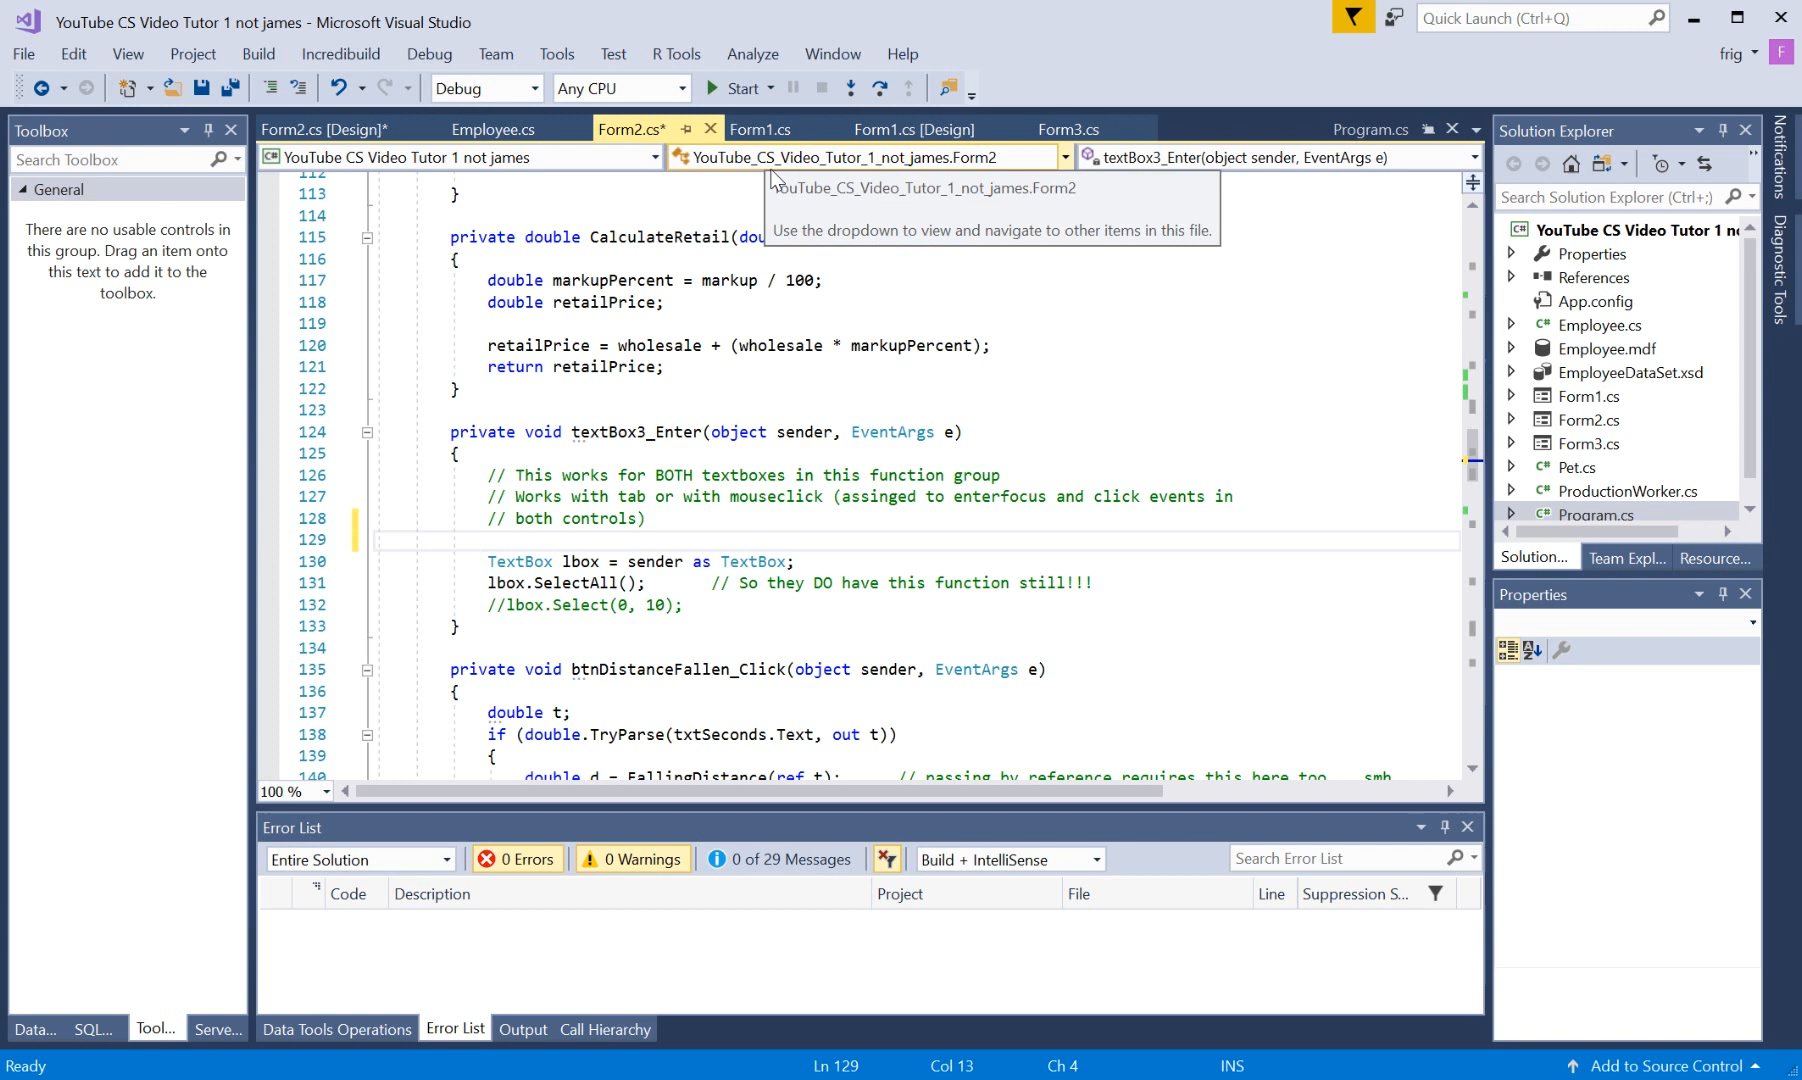 YouTube CS Video Tutor 1 not james - Microsoft Visual Studio
Quick Launch (Ctrl+Q)
File Edit View Project Build Incredibuild Debug Team Tools Test R Tools Analyze Window Help
frig F
Debug Any CPU Start
Toolbox
Search Toolbox
General
There are no usable controls in
this group. Drag an item onto
this text to add it to the
toolbox.
Form2.cs [Design]* Employee.cs Form2.cs* Form1.cs Form1.cs [Design] Form3.cs Program.cs
YouTube CS Video Tutor 1 not james YouTube_CS_Video_Tutor_1_not_james.Form2 textBox3_Enter(object sender, EventArgs e)
YouTube_CS_Video_Tutor_1_not_james.Form2
Use the dropdown to view and navigate to other items in this file.
112
113 }
114
115 private double CalculateRetail(dou
116 {
117 double markupPercent = markup / 100;
118 double retailPrice;
119
120 retailPrice = wholesale + (wholesale * markupPercent);
121 return retailPrice;
122 }
123
124 private void textBox3_Enter(object sender, EventArgs e)
125 {
126 // This works for BOTH textboxes in this function group
127 // Works with tab or with mouseclick (assinged to enterfocus and click events in
128 // both controls)
129
130 TextBox lbox = sender as TextBox;
131 lbox.SelectAll(); // So they DO have this function still!!!
132 //lbox.Select(0, 10);
133 }
134
135 private void btnDistanceFallen_Click(object sender, EventArgs e)
136 {
137 double t;
138 if (double.TryParse(txtSeconds.Text, out t))
139 {
140 double d = FallingDistance(ref t); // passing by reference requires this here too.... smh
100 %
Error List
Entire Solution 0 Errors 0 Warnings 0 of 29 Messages Build + IntelliSense Search Error List
Code Description Project File Line Suppression S...
Data... SQL... Tool... Serve...
Data Tools Operations Error List Output Call Hierarchy
Solution Explorer
Search Solution Explorer (Ctrl+;)
YouTube CS Video Tutor 1 n
Properties
References
App.config
Employee.cs
Employee.mdf
EmployeeDataSet.xsd
Form1.cs
Form2.cs
Form3.cs
Pet.cs
ProductionWorker.cs
Program.cs
Solution... Team Expl... Resource...
Properties
Notifications
Diagnostic Tools
Ready Ln 129 Col 13 Ch 4 INS Add to Source Control